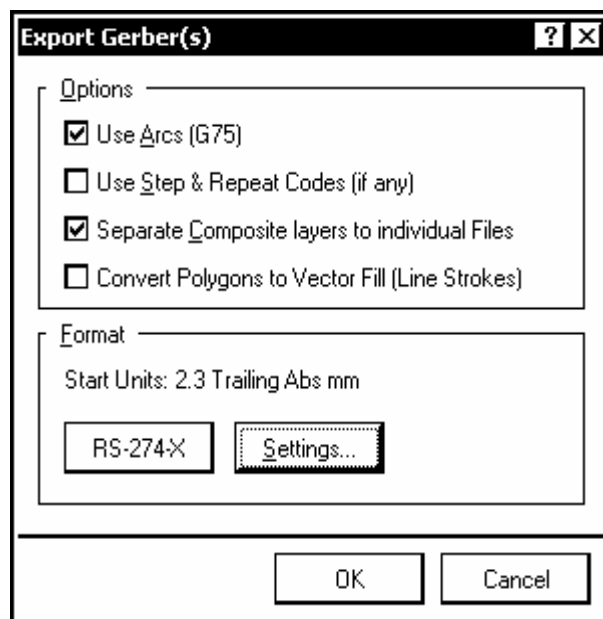 Export Gerber(s)
Options
Use Arcs (G75)
Use Step & Repeat Codes (if any)
Separate Composite layers to individual Files
Convert Polygons to Vector Fill (Line Strokes)
Format
Start Units: 2.3 Trailing Abs mm
RS-274-X Settings...
OK Cancel